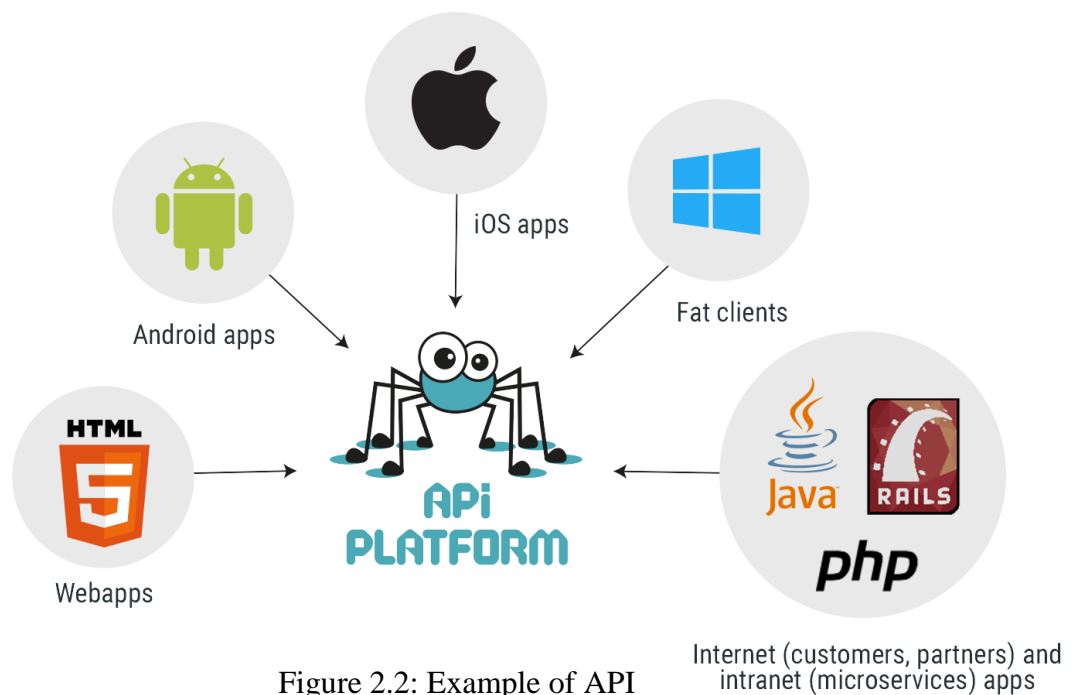 iOS apps
Fat clients
Android apps
HTML
5
Webapps
APi
PLATFORM
Java
RAILS
php
Internet (customers, partners) and
intranet (microservices) apps
Figure 2.2: Example of API